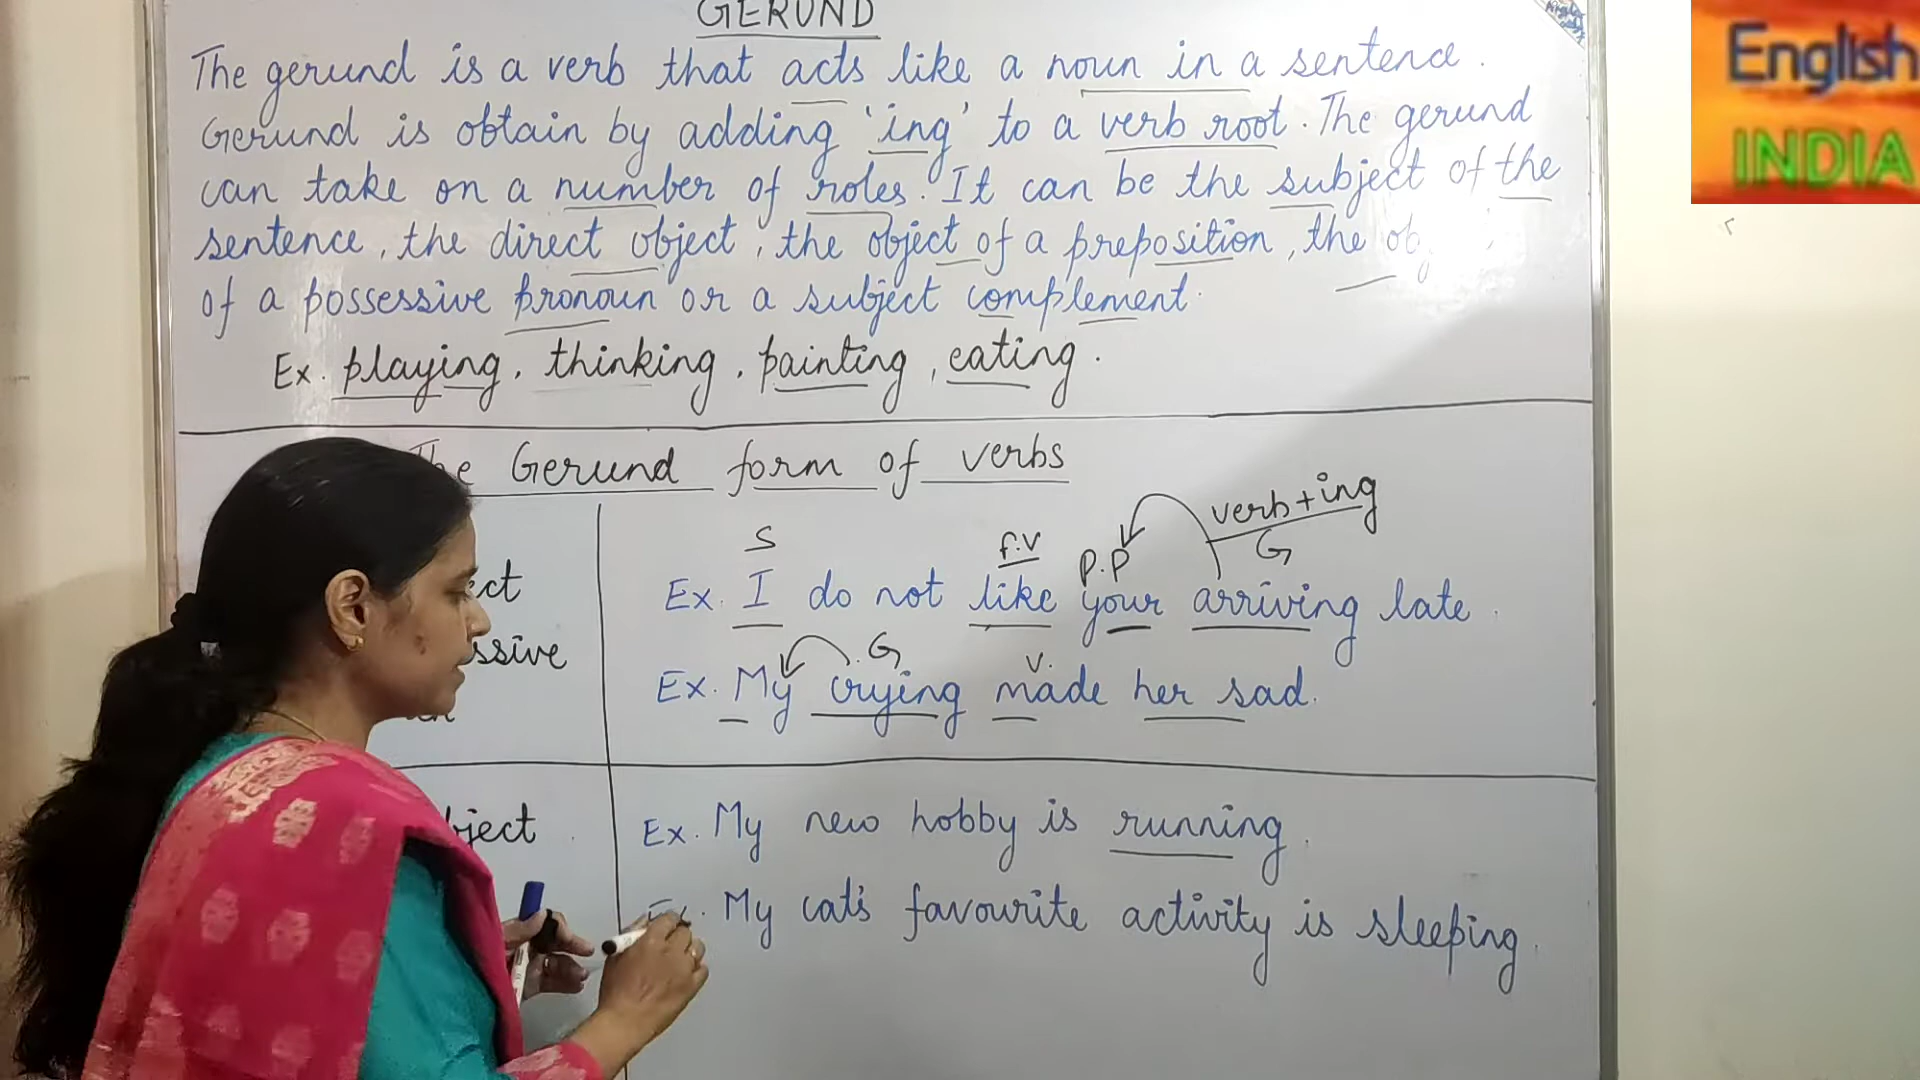 GERUND
The gerund is a verb that acts like a noun in a sentence.
Gerund is obtain by adding 'ing' to a verb root. The gerund
can take on a number of roles. It can be the subject of the
sentence, the direct object, the object of a preposition, the ob
of a possessive pronoun or a subject complement.
Ex. playing, thinking, painting, eating.
The Gerund form of verbs
verb+ing
S
f.v
P.P
G
ct
Ex. I do not like your arriving late.
G
v.
ssive
Ex. My crying made her sad.
ject
Ex. My new hobby is running.
Ex. My cat's favourite activity is sleeping.
English
INDIA